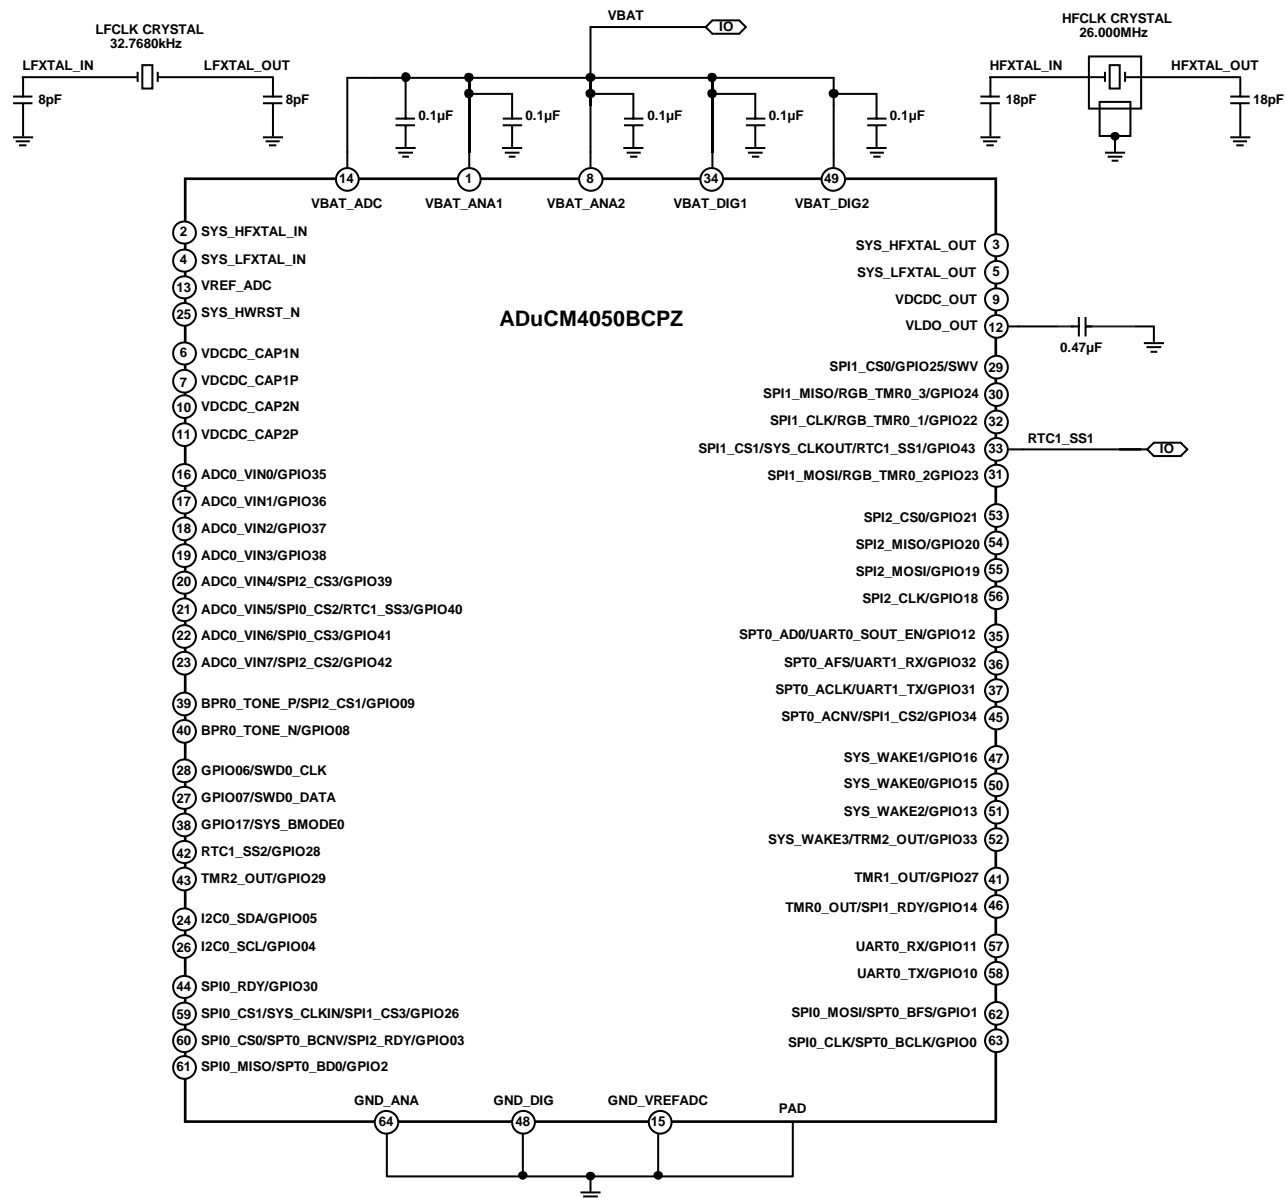 VBAT
IO
LFCLK CRYSTAL
32.7680kHz
LFXTAL_IN
LFXTAL_OUT
8pF
8pF
HFCLK CRYSTAL
26.000MHz
HFXTAL_IN
HFXTAL_OUT
18pF
18pF
0.1µF
0.1µF
0.1µF
0.1µF
0.1µF
14
1
8
34
49
VBAT_ADC
VBAT_ANA1
VBAT_ANA2
VBAT_DIG1
VBAT_DIG2
ADuCM4050BCPZ
2 SYS_HFXTAL_IN
4 SYS_LFXTAL_IN
13 VREF_ADC
25 SYS_HWRST_N
6 VDCDC_CAP1N
7 VDCDC_CAP1P
10 VDCDC_CAP2N
11 VDCDC_CAP2P
16 ADC0_VIN0/GPIO35
17 ADC0_VIN1/GPIO36
18 ADC0_VIN2/GPIO37
19 ADC0_VIN3/GPIO38
20 ADC0_VIN4/SPI2_CS3/GPIO39
21 ADC0_VIN5/SPI0_CS2/RTC1_SS3/GPIO40
22 ADC0_VIN6/SPI0_CS3/GPIO41
23 ADC0_VIN7/SPI2_CS2/GPIO42
39 BPR0_TONE_P/SPI2_CS1/GPIO09
40 BPR0_TONE_N/GPIO08
28 GPIO06/SWD0_CLK
27 GPIO07/SWD0_DATA
38 GPIO17/SYS_BMODE0
42 RTC1_SS2/GPIO28
43 TMR2_OUT/GPIO29
24 I2C0_SDA/GPIO05
26 I2C0_SCL/GPIO04
44 SPI0_RDY/GPIO30
59 SPI0_CS1/SYS_CLKIN/SPI1_CS3/GPIO26
60 SPI0_CS0/SPT0_BCNV/SPI2_RDY/GPIO03
61 SPI0_MISO/SPT0_BD0/GPIO2
SYS_HFXTAL_OUT 3
SYS_LFXTAL_OUT 5
VDCDC_OUT 9
VLDO_OUT 12
0.47µF
SPI1_CS0/GPIO25/SWV 29
SPI1_MISO/RGB_TMR0_3/GPIO24 30
SPI1_CLK/RGB_TMR0_1/GPIO22 32
SPI1_CS1/SYS_CLKOUT/RTC1_SS1/GPIO43 33
RTC1_SS1
IO
SPI1_MOSI/RGB_TMR0_2GPIO23 31
SPI2_CS0/GPIO21 53
SPI2_MISO/GPIO20 54
SPI2_MOSI/GPIO19 55
SPI2_CLK/GPIO18 56
SPT0_AD0/UART0_SOUT_EN/GPIO12 35
SPT0_AFS/UART1_RX/GPIO32 36
SPT0_ACLK/UART1_TX/GPIO31 37
SPT0_ACNV/SPI1_CS2/GPIO34 45
SYS_WAKE1/GPIO16 47
SYS_WAKE0/GPIO15 50
SYS_WAKE2/GPIO13 51
SYS_WAKE3/TRM2_OUT/GPIO33 52
TMR1_OUT/GPIO27 41
TMR0_OUT/SPI1_RDY/GPIO14 46
UART0_RX/GPIO11 57
UART0_TX/GPIO10 58
SPI0_MOSI/SPT0_BFS/GPIO1 62
SPI0_CLK/SPT0_BCLK/GPIO0 63
GND_ANA
GND_DIG
GND_VREFADC
PAD
64
48
15